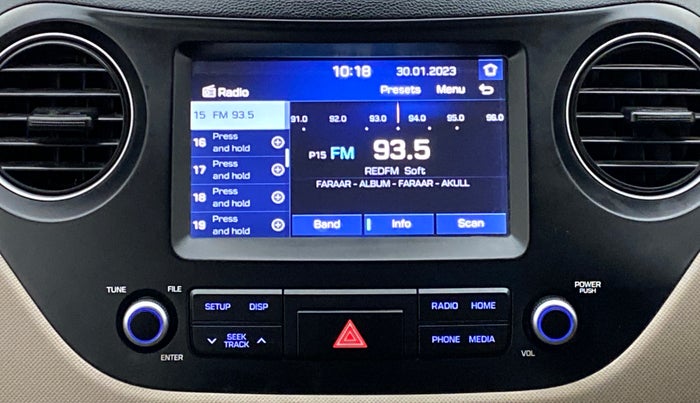 10:18 30.01.2023
Radio
Presets Menu
15 FM 93.5
16 Press and hold
17 Press and hold
18 Press and hold
19 Press and hold
91.0 92.0 93.0 94.0 95.0 96.0
P15 FM 93.5
REDFM Soft
FARAAR - ALBUM - FARAAR - AKULL
Band Info Scan
TUNE FILE
ENTER
SETUP DISP
SEEK
TRACK
RADIO HOME
PHONE MEDIA
POWER
PUSH
VOL